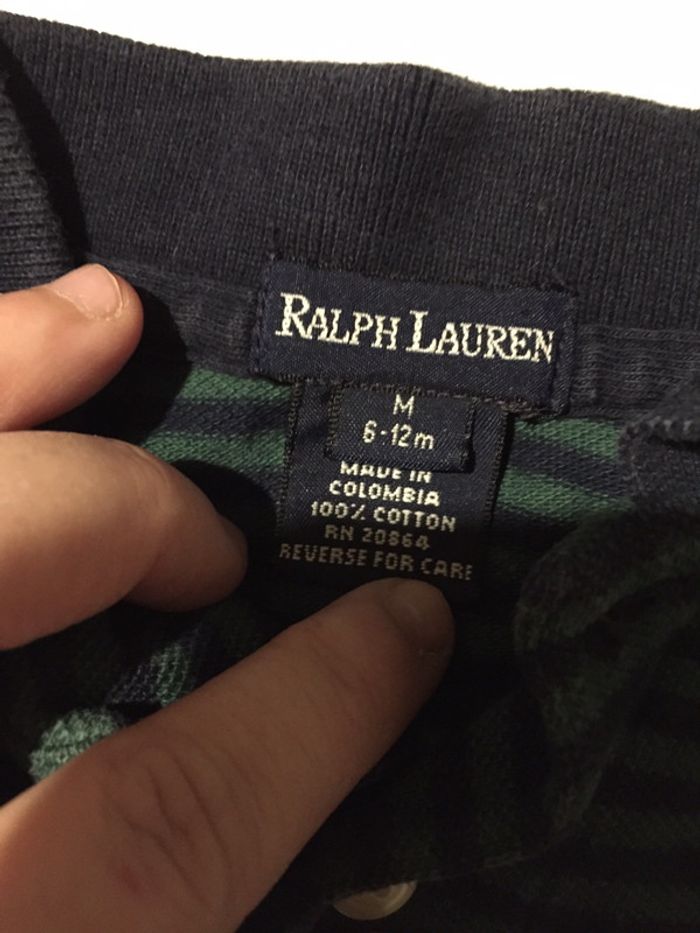 RALPH LAUREN
M
6-12m
MADE IN
COLOMBIA
100% COTTON
RN 20864
REVERSE FOR CARE